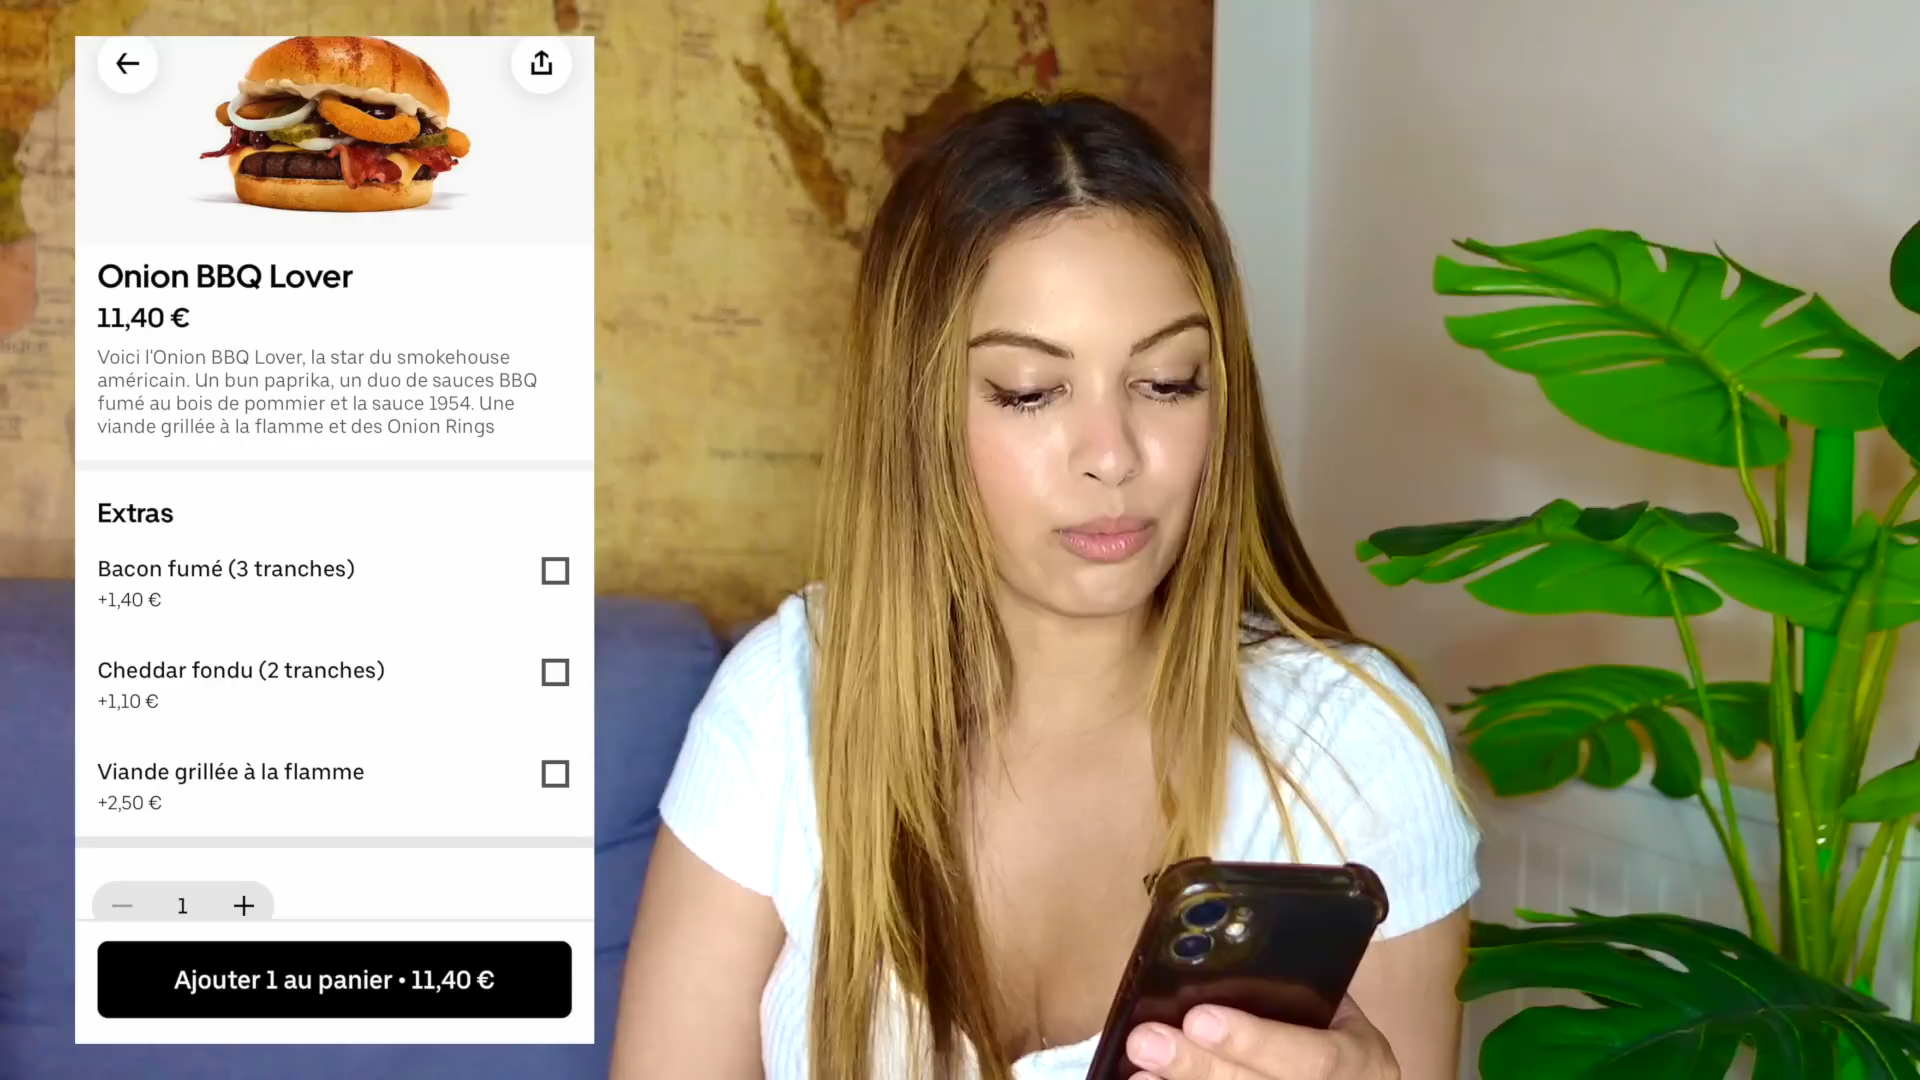 Onion BBQ Lover
11,40 €
Voici l'Onion BBQ Lover, la star du smokehouse
américain. Un bun paprika, un duo de sauces BBQ
fumé au bois de pommier et la sauce 1954. Une
viande grillée à la flamme et des Onion Rings
Extras
Bacon fumé (3 tranches)
+1,40 €
Cheddar fondu (2 tranches)
+1,10 €
Viande grillée à la flamme
+2,50 €
1
Ajouter 1 au panier • 11,40 €